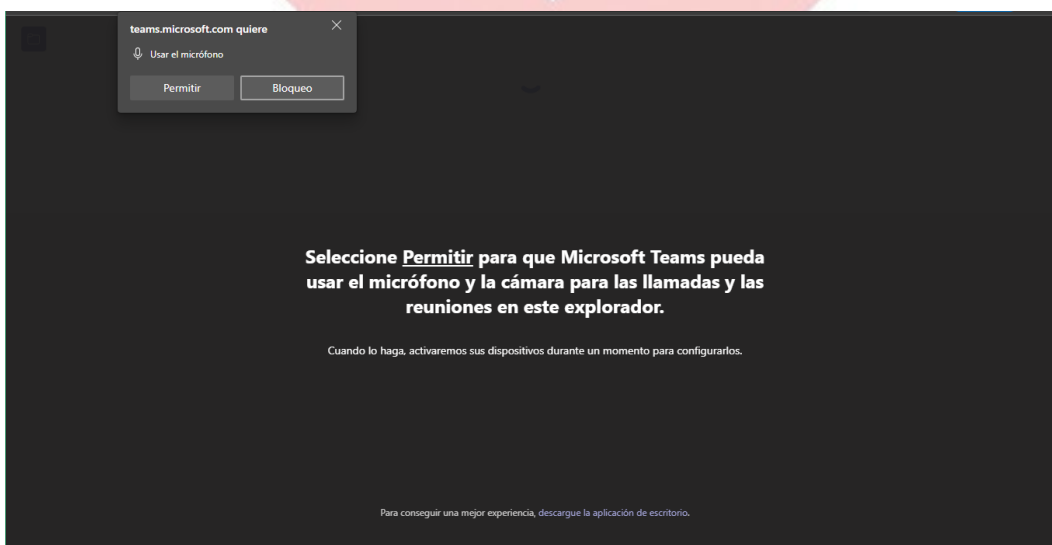 teams.microsoft.com quiere
Usar el micrófono
Permitir Bloqueo
Seleccione Permitir para que Microsoft Teams pueda
usar el micrófono y la cámara para las llamadas y las
reuniones en este explorador.
Cuando lo haga, activaremos sus dispositivos durante un momento para configurarlos.
Para conseguir una mejor experiencia, descargue la aplicación de escritorio.